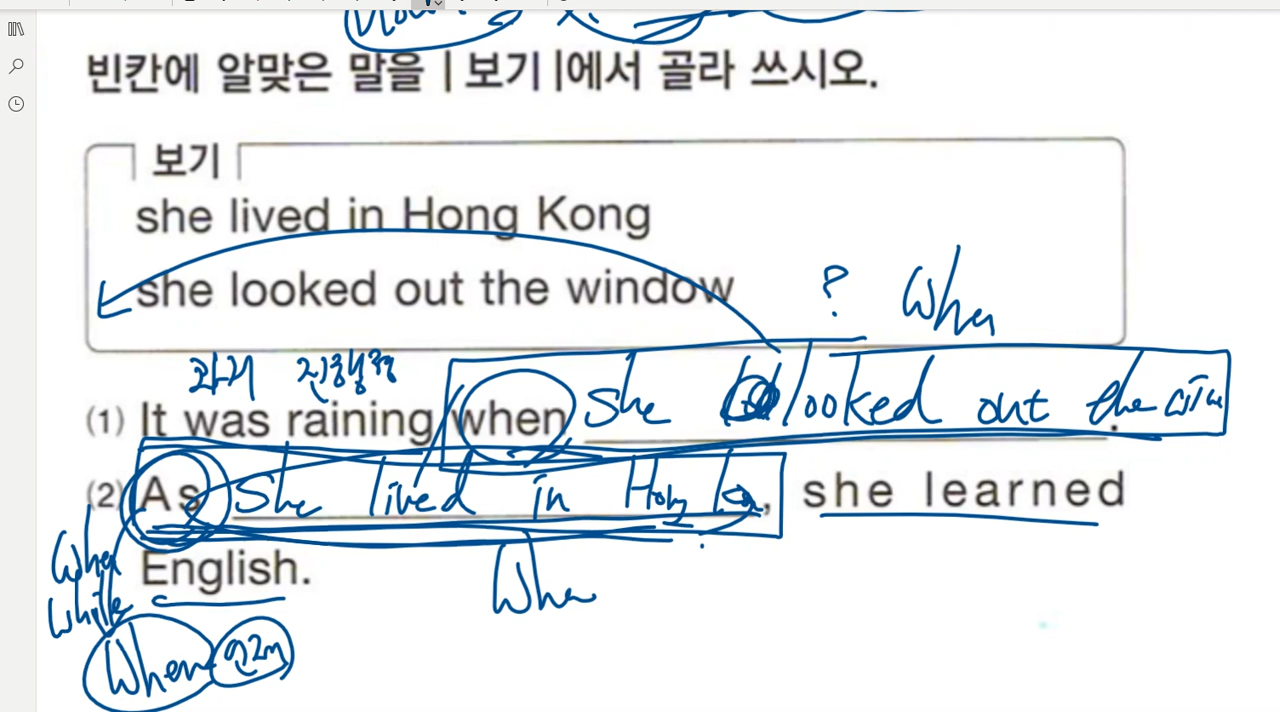 빈칸에 알맞은 말을 | 보기 |에서 골라 쓰시오.
보기
she lived in Hong Kong
she looked out the window
? When
과거 진행형
(1) It was raining when she looked out the .
(2) As She lived in Hong , she learned
When
English.
While
When
When